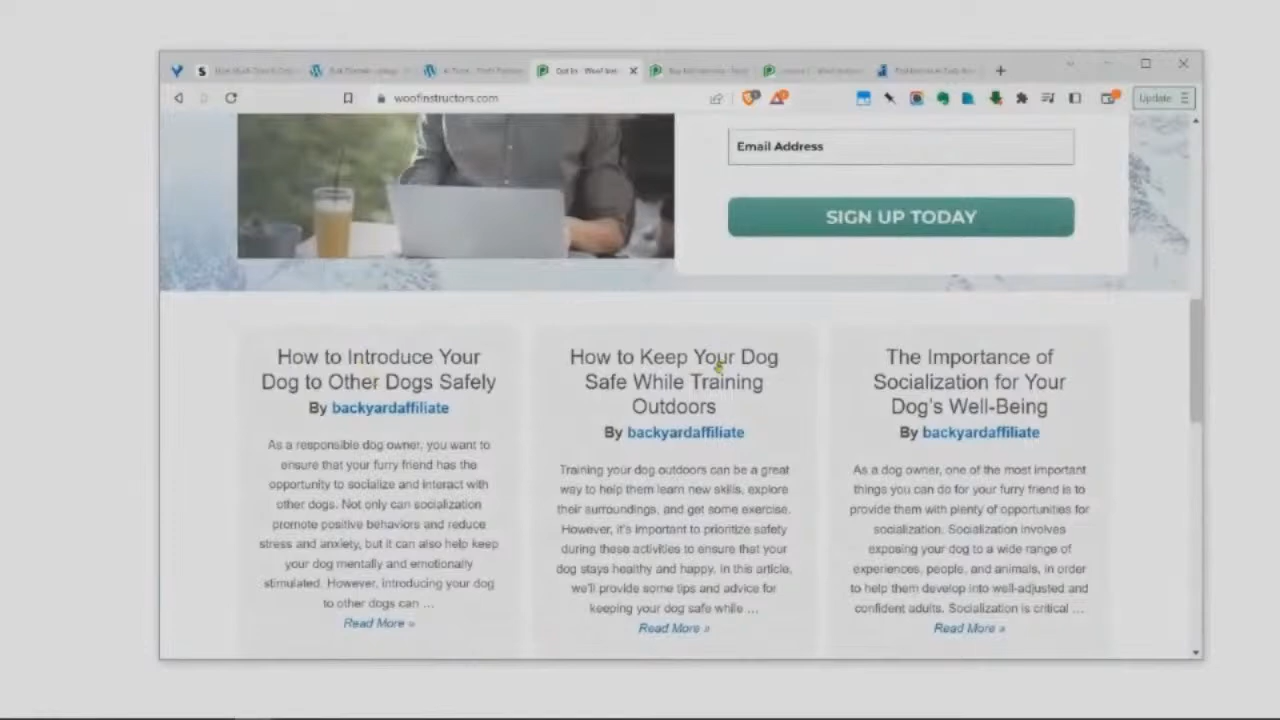 woofinstructors.com
Update
Email Address
SIGN UP TODAY
How to Introduce Your
Dog to Other Dogs Safely
By backyardaffiliate
As a responsible dog owner, you want to
ensure that your furry friend has the
opportunity to socialize and interact with
other dogs. Not only can socialization
promote positive behaviors and reduce
stress and anxiety, but it can also help keep
your dog mentally and emotionally
stimulated. However, introducing your dog
to other dogs can ...
Read More »
How to Keep Your Dog
Safe While Training
Outdoors
By backyardaffiliate
Training your dog outdoors can be a great
way to help them learn new skills, explore
their surroundings, and get some exercise.
However, it's important to prioritize safety
during these activities to ensure that your
dog stays healthy and happy. In this article,
we'll provide some tips and advice for
keeping your dog safe while ...
Read More »
The Importance of
Socialization for Your
Dog's Well-Being
By backyardaffiliate
As a dog owner, one of the most important
things you can do for your furry friend is to
provide them with plenty of opportunities for
socialization. Socialization involves
exposing your dog to a wide range of
experiences, people, and animals, in order
to help them develop into well-adjusted and
confident adults. Socialization is critical ...
Read More »